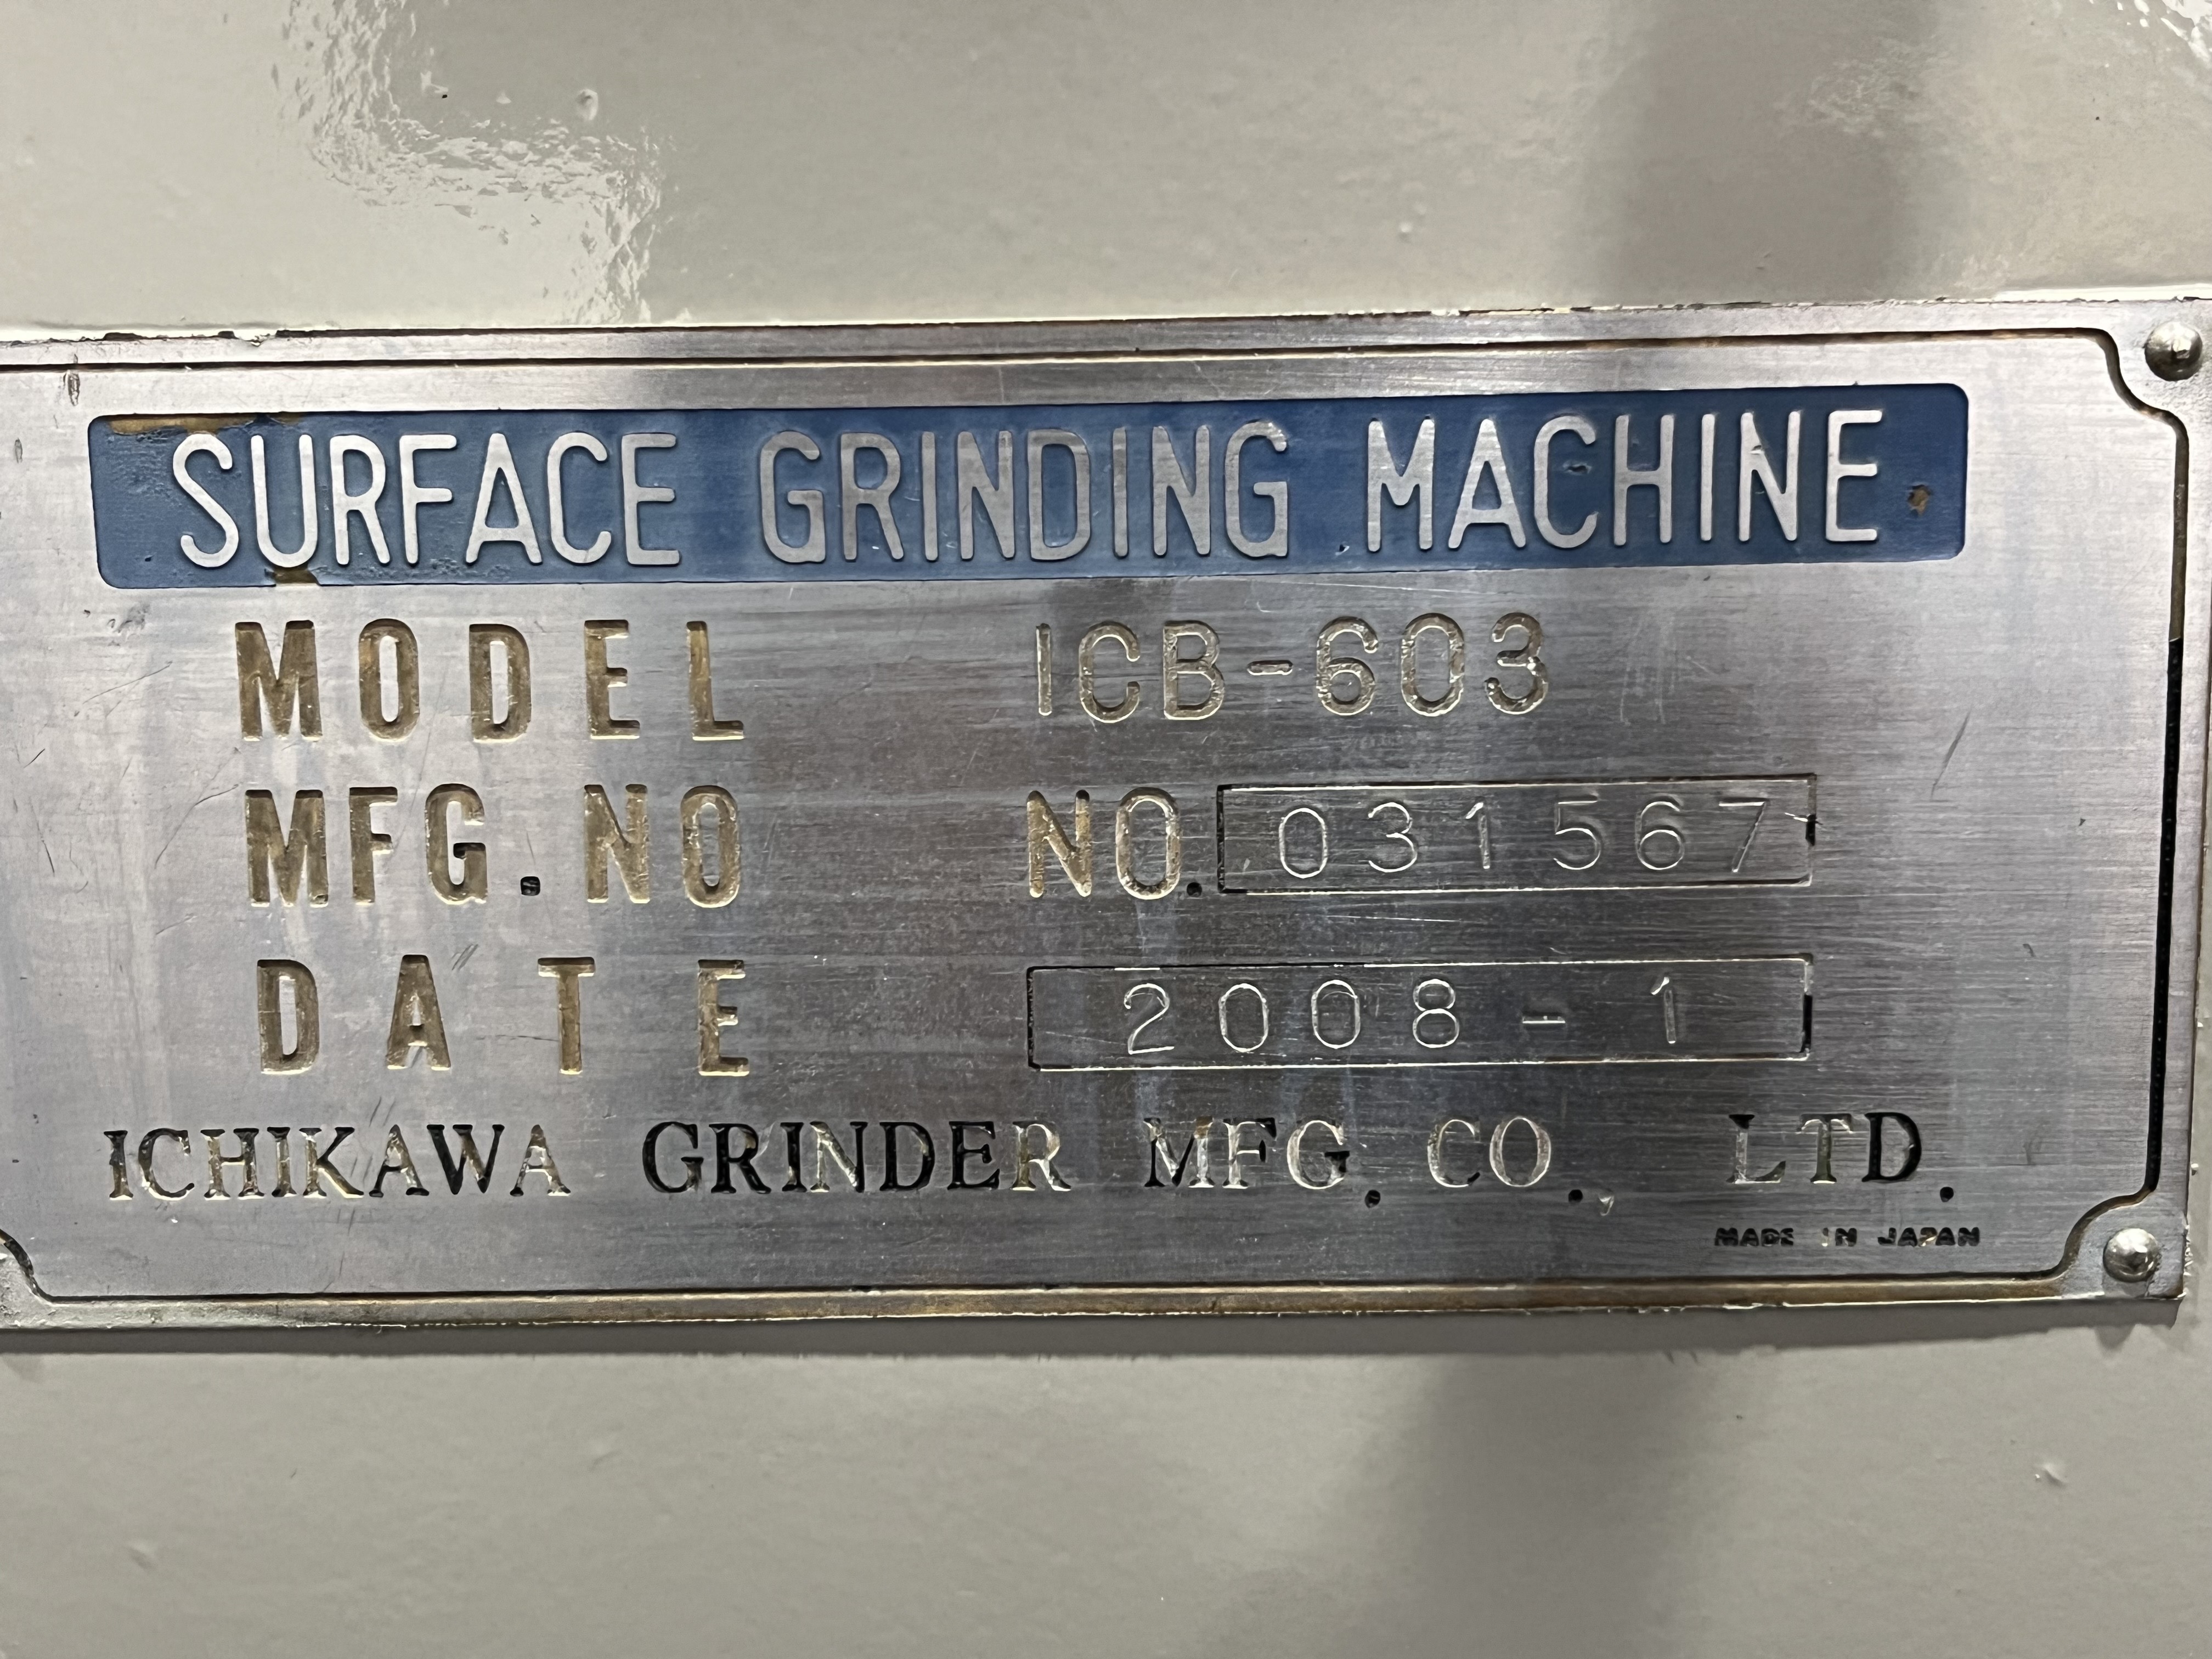 SURFACE GRINDING MACHINE
MODEL ICB-603
MFG.NO NO. 031567
DATE 2008-1
ICHIKAWA GRINDER MFG. CO., LTD.
MADE IN JAPAN